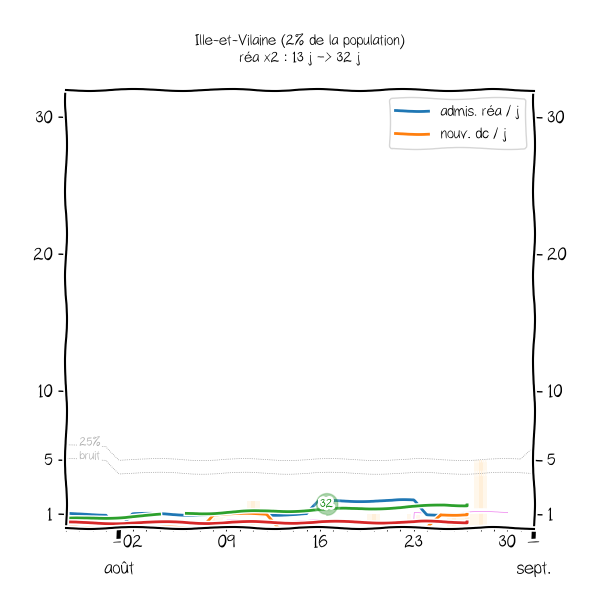 Ille-et-Vilaine (2% de la population)
réa x2 : 13 j -> 32 j
admis. réa / j
nouv. dc / j
30
30
20
20
10
10
25%
bruit
5
5
32
1
1
02
09
16
23
30
août
sept.